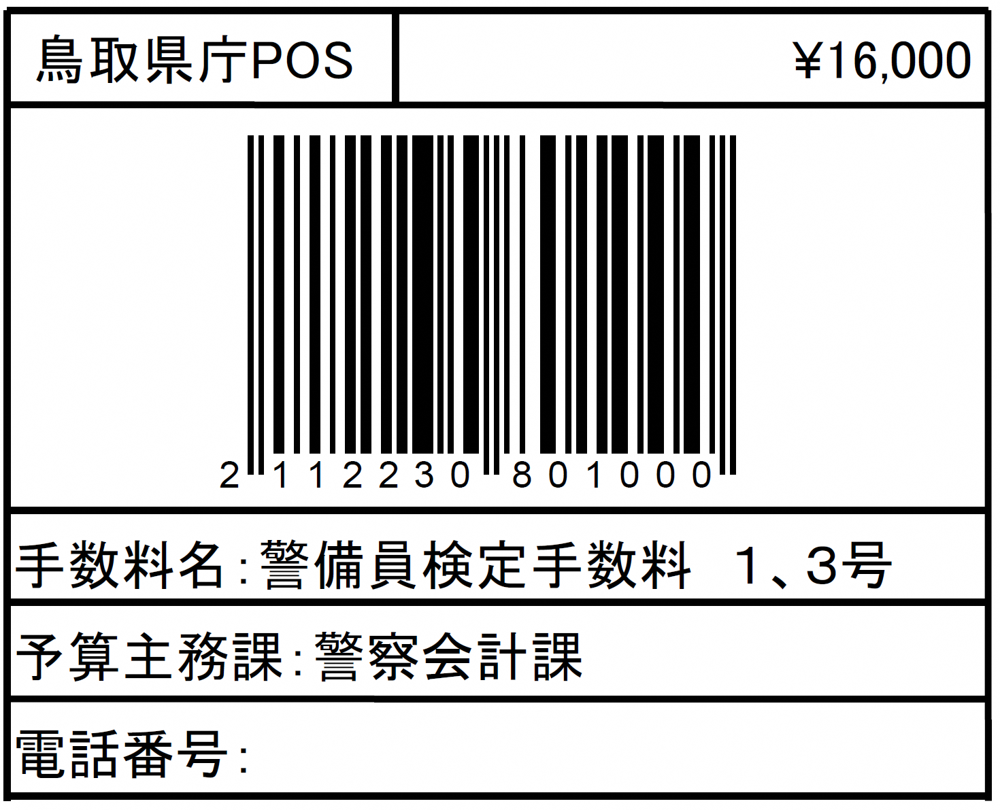 鳥取県庁POS
¥16,000
2 112230 801000
手数料名:警備員検定手数料　１、３号
予算主務課:警察会計課
電話番号: